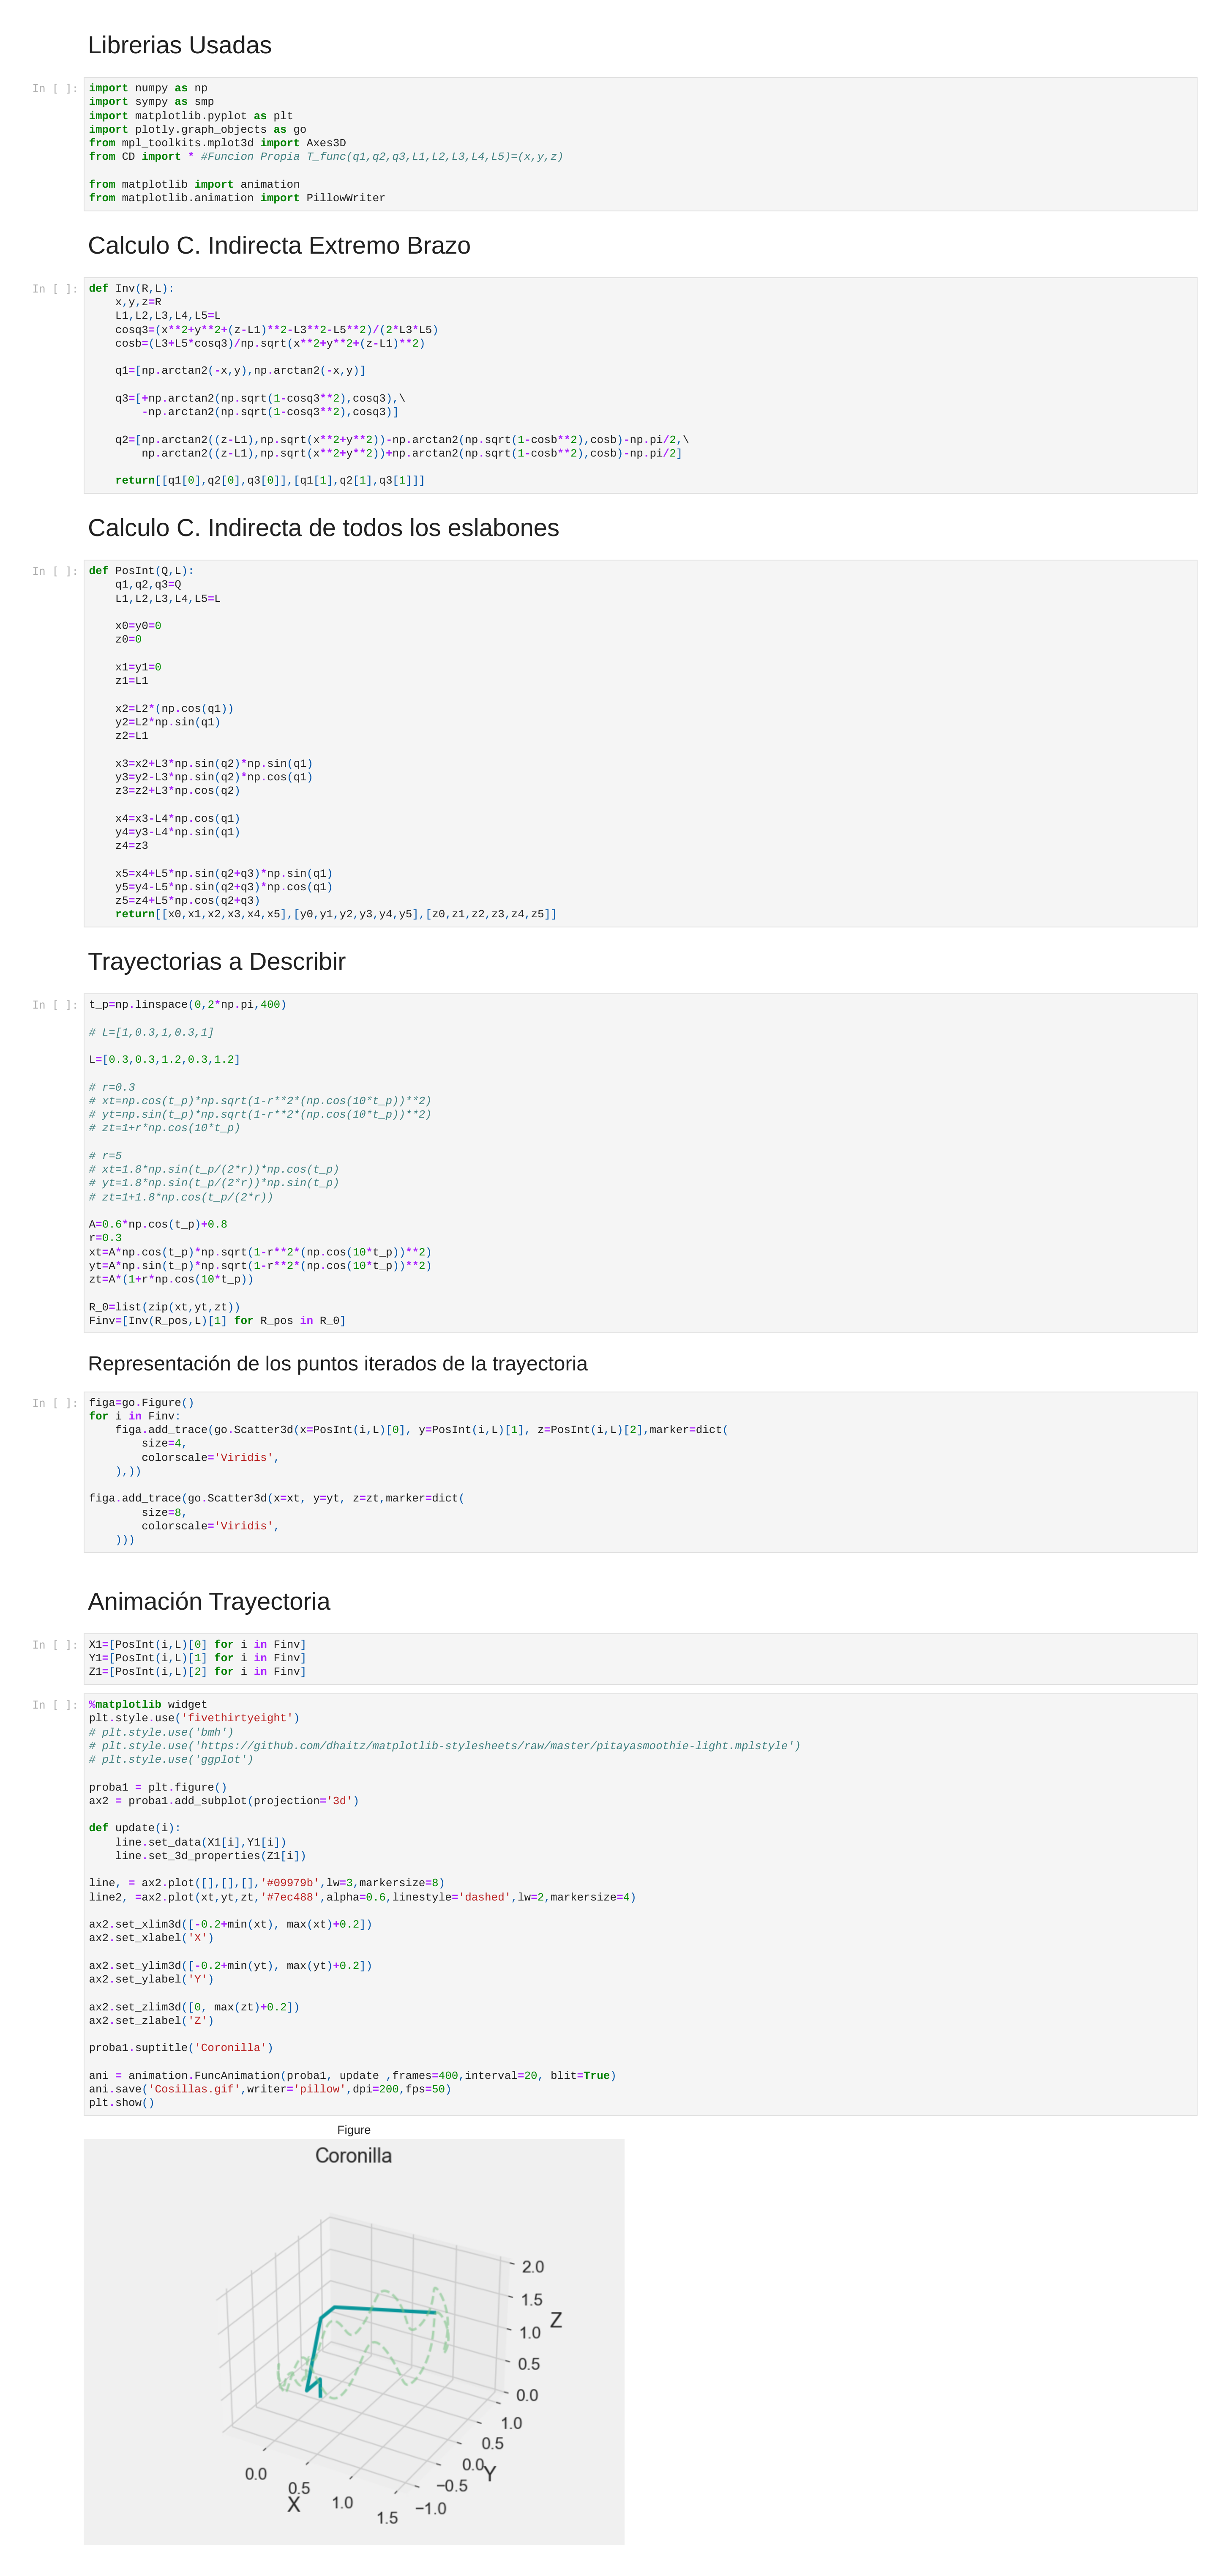 Librerias Usadas
In [ ]:
import numpy as np
import sympy as smp
import matplotlib.pyplot as plt
import plotly.graph_objects as go
from mpl_toolkits.mplot3d import Axes3D
from CD import * #Funcion Propia T_func(q1,q2,q3,L1,L2,L3,L4,L5)=(x,y,z)
from matplotlib import animation
from matplotlib.animation import PillowWriter
Calculo C. Indirecta Extremo Brazo
In [ ]:
def Inv(R,L):
    x,y,z=R
    L1,L2,L3,L4,L5=L
    cosq3=(x**2+y**2+(z-L1)**2-L3**2-L5**2)/(2*L3*L5)
    cosb=(L3+L5*cosq3)/np.sqrt(x**2+y**2+(z-L1)**2)
    q1=[np.arctan2(-x,y),np.arctan2(-x,y)]
    q3=[+np.arctan2(np.sqrt(1-cosq3**2),cosq3),\
        -np.arctan2(np.sqrt(1-cosq3**2),cosq3)]
    q2=[np.arctan2((z-L1),np.sqrt(x**2+y**2))-np.arctan2(np.sqrt(1-cosb**2),cosb)-np.pi/2,\
        np.arctan2((z-L1),np.sqrt(x**2+y**2))+np.arctan2(np.sqrt(1-cosb**2),cosb)-np.pi/2]
    return[[q1[0],q2[0],q3[0]],[q1[1],q2[1],q3[1]]]
Calculo C. Indirecta de todos los eslabones
In [ ]:
def PosInt(Q,L):
    q1,q2,q3=Q
    L1,L2,L3,L4,L5=L
    x0=y0=0
    z0=0
    x1=y1=0
    z1=L1
    x2=L2*(np.cos(q1))
    y2=L2*np.sin(q1)
    z2=L1
    x3=x2+L3*np.sin(q2)*np.sin(q1)
    y3=y2-L3*np.sin(q2)*np.cos(q1)
    z3=z2+L3*np.cos(q2)
    x4=x3-L4*np.cos(q1)
    y4=y3-L4*np.sin(q1)
    z4=z3
    x5=x4+L5*np.sin(q2+q3)*np.sin(q1)
    y5=y4-L5*np.sin(q2+q3)*np.cos(q1)
    z5=z4+L5*np.cos(q2+q3)
    return[[x0,x1,x2,x3,x4,x5],[y0,y1,y2,y3,y4,y5],[z0,z1,z2,z3,z4,z5]]
Trayectorias a Describir
In [ ]:
t_p=np.linspace(0,2*np.pi,400)
# L=[1,0.3,1,0.3,1]
L=[0.3,0.3,1.2,0.3,1.2]
# r=0.3
# xt=np.cos(t_p)*np.sqrt(1-r**2*(np.cos(10*t_p))**2)
# yt=np.sin(t_p)*np.sqrt(1-r**2*(np.cos(10*t_p))**2)
# zt=1+r*np.cos(10*t_p)
# r=5
# xt=1.8*np.sin(t_p/(2*r))*np.cos(t_p)
# yt=1.8*np.sin(t_p/(2*r))*np.sin(t_p)
# zt=1+1.8*np.cos(t_p/(2*r))
A=0.6*np.cos(t_p)+0.8
r=0.3
xt=A*np.cos(t_p)*np.sqrt(1-r**2*(np.cos(10*t_p))**2)
yt=A*np.sin(t_p)*np.sqrt(1-r**2*(np.cos(10*t_p))**2)
zt=A*(1+r*np.cos(10*t_p))
R_0=list(zip(xt,yt,zt))
Finv=[Inv(R_pos,L)[1] for R_pos in R_0]
Representación de los puntos iterados de la trayectoria
In [ ]:
figa=go.Figure()
for i in Finv:
    figa.add_trace(go.Scatter3d(x=PosInt(i,L)[0], y=PosInt(i,L)[1], z=PosInt(i,L)[2],marker=dict(
        size=4,
        colorscale='Viridis',
    ),))
figa.add_trace(go.Scatter3d(x=xt, y=yt, z=zt,marker=dict(
        size=8,
        colorscale='Viridis',
    )))
Animación Trayectoria
In [ ]:
X1=[PosInt(i,L)[0] for i in Finv]
Y1=[PosInt(i,L)[1] for i in Finv]
Z1=[PosInt(i,L)[2] for i in Finv]
In [ ]:
%matplotlib widget
plt.style.use('fivethirtyeight')
# plt.style.use('bmh')
# plt.style.use('https://github.com/dhaitz/matplotlib-stylesheets/raw/master/pitayasmoothie-light.mplstyle')
# plt.style.use('ggplot')
proba1 = plt.figure()
ax2 = proba1.add_subplot(projection='3d')
def update(i):
    line.set_data(X1[i],Y1[i])
    line.set_3d_properties(Z1[i])
line, = ax2.plot([],[],[],'#09979b',lw=3,markersize=8)
line2, =ax2.plot(xt,yt,zt,'#7ec488',alpha=0.6,linestyle='dashed',lw=2,markersize=4)
ax2.set_xlim3d([-0.2+min(xt), max(xt)+0.2])
ax2.set_xlabel('X')
ax2.set_ylim3d([-0.2+min(yt), max(yt)+0.2])
ax2.set_ylabel('Y')
ax2.set_zlim3d([0, max(zt)+0.2])
ax2.set_zlabel('Z')
proba1.suptitle('Coronilla')
ani = animation.FuncAnimation(proba1, update ,frames=400,interval=20, blit=True)
ani.save('Cosillas.gif',writer='pillow',dpi=200,fps=50)
plt.show()
Figure
Coronilla
2.0
1.5
Z
1.0
0.5
0.0
1.0
0.5
0.0
Y
−0.5
−1.0
0.0
0.5
X
1.0
1.5